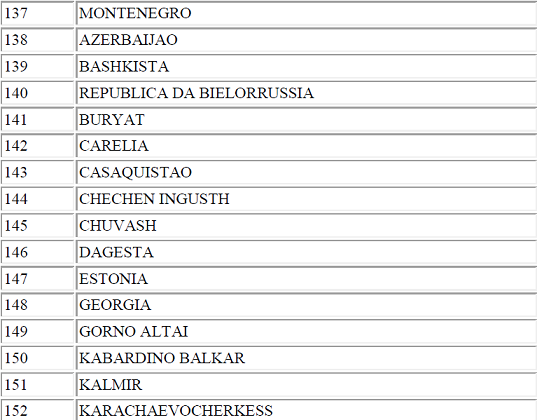 137 MONTENEGRO
138 AZERBAIJAO
139 BASHKISTA
140 REPUBLICA DA BIELORRUSSIA
141 BURYAT
142 CARELIA
143 CASAQUISTAO
144 CHECHEN INGUSTH
145 CHUVASH
146 DAGESTA
147 ESTONIA
148 GEORGIA
149 GORNO ALTAI
150 KABARDINO BALKAR
151 KALMIR
152 KARACHAEVOCHERKESS